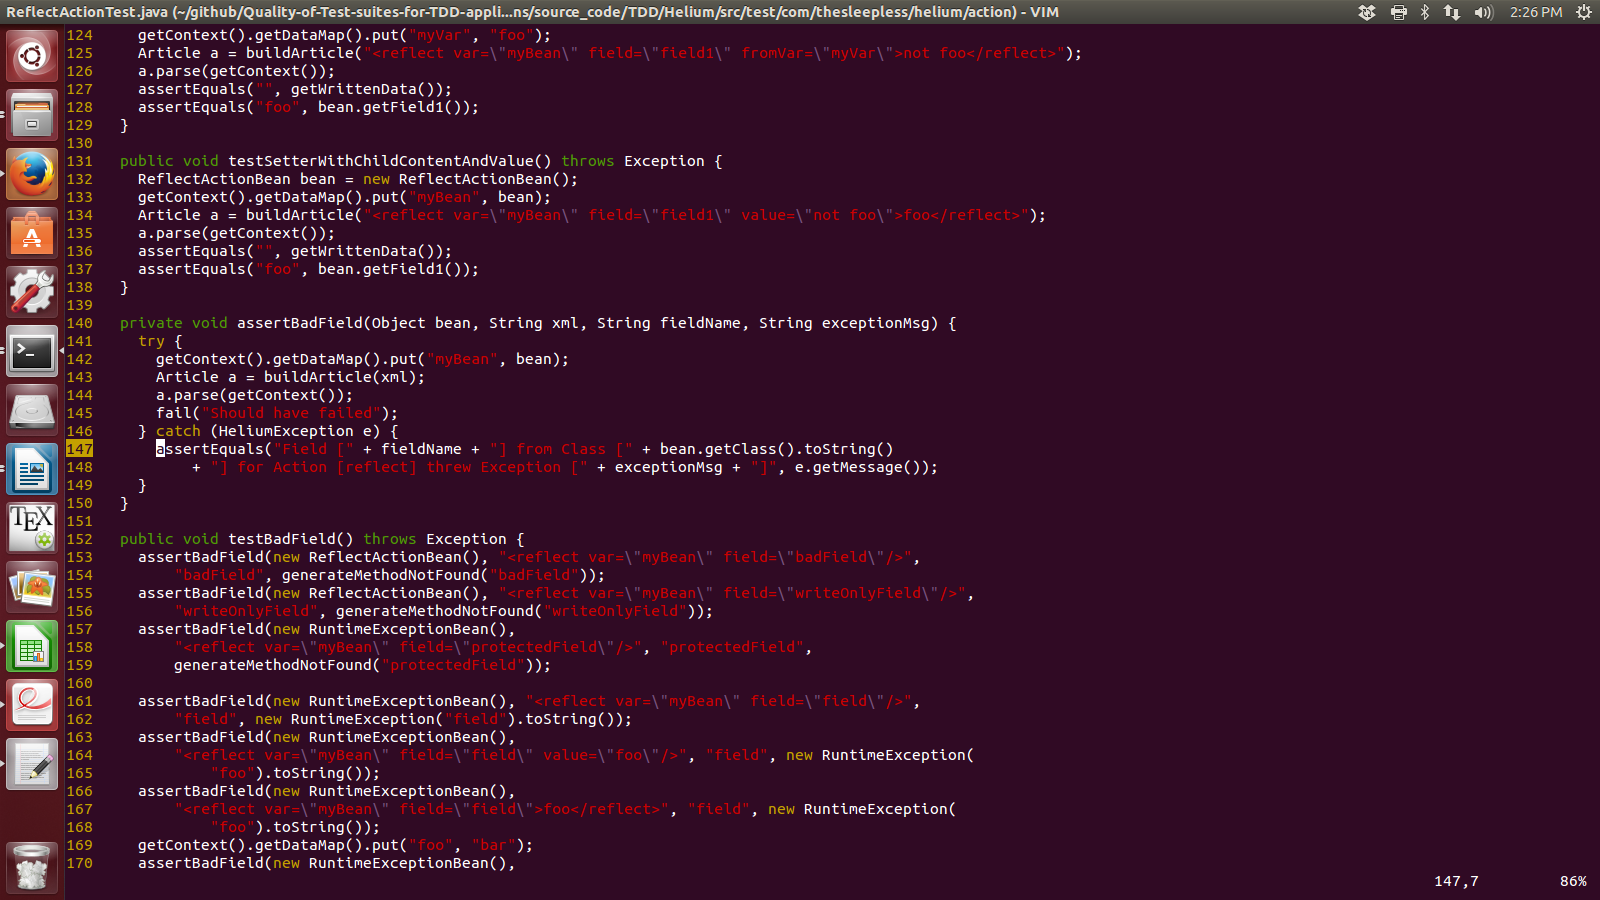 ReflectActionTest.java (~/github/Quality-of-Test-suites-for-TDD-appli...ns/source_code/TDD/Helium/src/test/com/thesleepless/helium/action) - VIM
2:26 PM
124 getContext().getDataMap().put("myVar", "foo");
125 Article a = buildArticle("<reflect var=\"myBean\" field=\"field1\" fromVar=\"myVar\">not foo</reflect>");
126 a.parse(getContext());
127 assertEquals("", getWrittenData());
128 assertEquals("foo", bean.getField1());
129 }
130
131 public void testSetterWithChildContentAndValue() throws Exception {
132 ReflectActionBean bean = new ReflectActionBean();
133 getContext().getDataMap().put("myBean", bean);
134 Article a = buildArticle("<reflect var=\"myBean\" field=\"field1\" value=\"not foo\">foo</reflect>");
135 a.parse(getContext());
136 assertEquals("", getWrittenData());
137 assertEquals("foo", bean.getField1());
138 }
139
140 private void assertBadField(Object bean, String xml, String fieldName, String exceptionMsg) {
141 try {
142 getContext().getDataMap().put("myBean", bean);
143 Article a = buildArticle(xml);
144 a.parse(getContext());
145 fail("Should have failed");
146 } catch (HeliumException e) {
147 assertEquals("Field [" + fieldName + "] from Class [" + bean.getClass().toString()
148 + "] for Action [reflect] threw Exception [" + exceptionMsg + "]", e.getMessage());
149 }
150 }
151
152 public void testBadField() throws Exception {
153 assertBadField(new ReflectActionBean(), "<reflect var=\"myBean\" field=\"badField\"/>",
154 "badField", generateMethodNotFound("badField"));
155 assertBadField(new ReflectActionBean(), "<reflect var=\"myBean\" field=\"writeOnlyField\"/>",
156 "writeOnlyField", generateMethodNotFound("writeOnlyField"));
157 assertBadField(new RuntimeExceptionBean(),
158 "<reflect var=\"myBean\" field=\"protectedField\"/>", "protectedField",
159 generateMethodNotFound("protectedField"));
160
161 assertBadField(new RuntimeExceptionBean(), "<reflect var=\"myBean\" field=\"field\"/>",
162 "field", new RuntimeException("field").toString());
163 assertBadField(new RuntimeExceptionBean(),
164 "<reflect var=\"myBean\" field=\"field\" value=\"foo\"/>", "field", new RuntimeException(
165 "foo").toString());
166 assertBadField(new RuntimeExceptionBean(),
167 "<reflect var=\"myBean\" field=\"field\">foo</reflect>", "field", new RuntimeException(
168 "foo").toString());
169 getContext().getDataMap().put("foo", "bar");
170 assertBadField(new RuntimeExceptionBean(),
147,7 86%
TEX